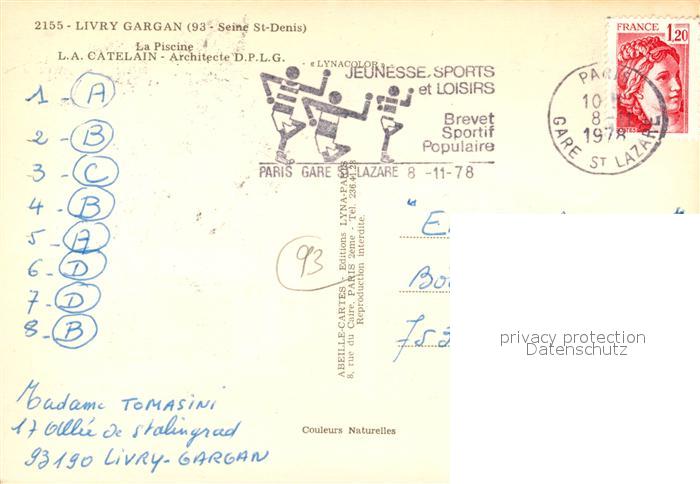 2155 - LIVRY GARGAN (93 - Seine St-Denis)
La Piscine
L.A. CATELAIN - Architecte D.P.L.G.
« LYNACOLOR »
JEUNESSE. SPORTS
et LOISIRS
Brevet
Sportif
Populaire
PARIS GARE ST LAZARE 8 -11-78
FRANCE 1,20
PARIS
8-
1978
GARE ST LAZARE
1 - A
2 - B
3 - C
4 - B
5 - A
6 - D
7 - D
8 - B
93
ABEILLE-CARTES - Editions LYNA-PARIS
8, rue du Caire, PARIS 2eme - Tel. 236.41.28
Reproduction interdite.
753
privacy protection
Datenschutz
Madame TOMASINI
17 Allée de Stalingrad
93190 LIVRY-GARGAN
Couleurs Naturelles